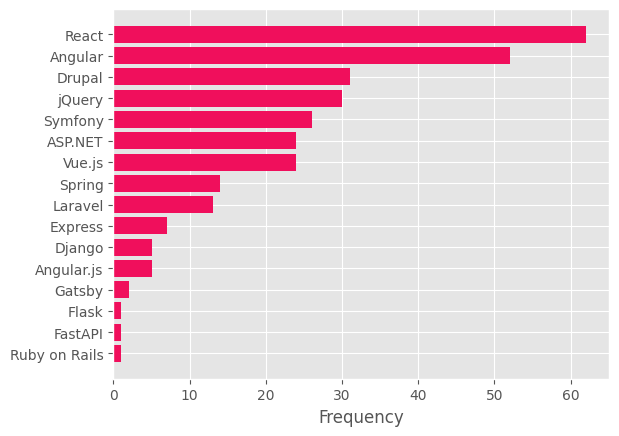 React
Angular
Drupal
jQuery
Symfony
ASP.NET
Vue.js
Spring
Laravel
Express
Django
Angular.js
Gatsby
Flask
FastAPI
Ruby on Rails
0 10 20 30 40 50 60
Frequency